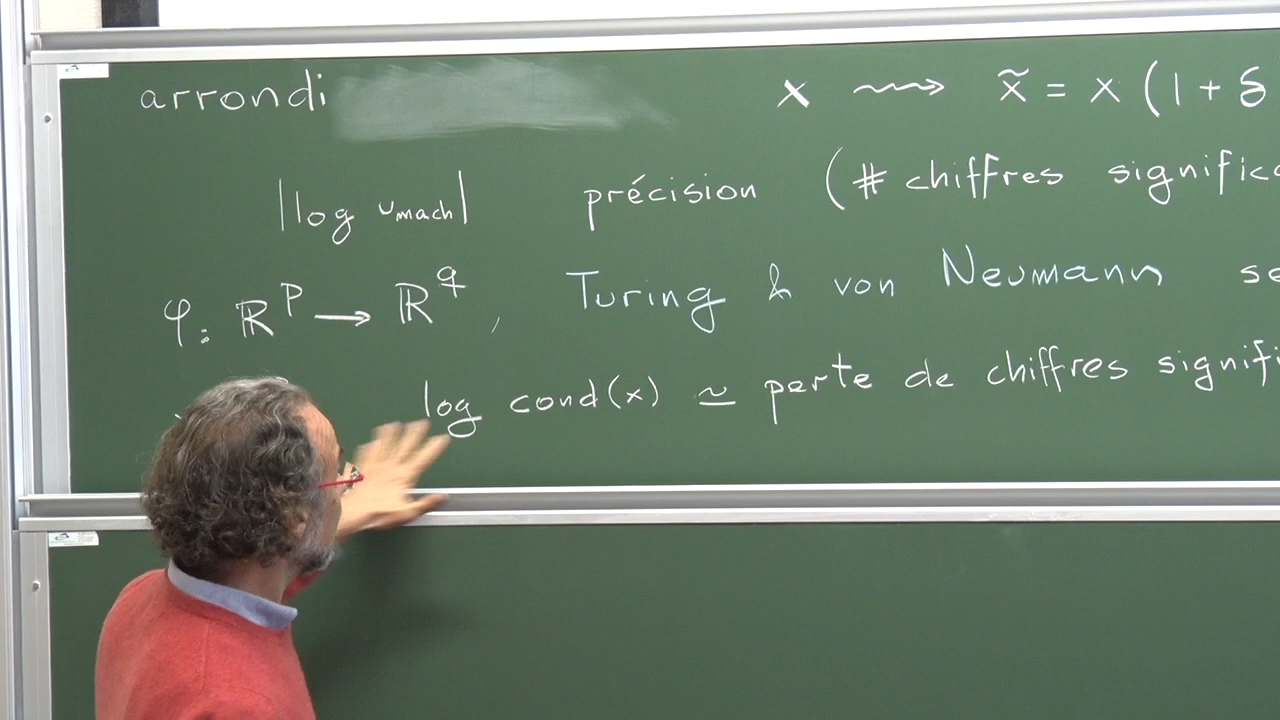 arrondi x ⟿ x̃ = x (1 + δ
|log u_mach| précision (# chiffres signific
φ: ℝ^p → ℝ^q, Turing & von Neumann se
log cond(x) ≃ perte de chiffres signifi